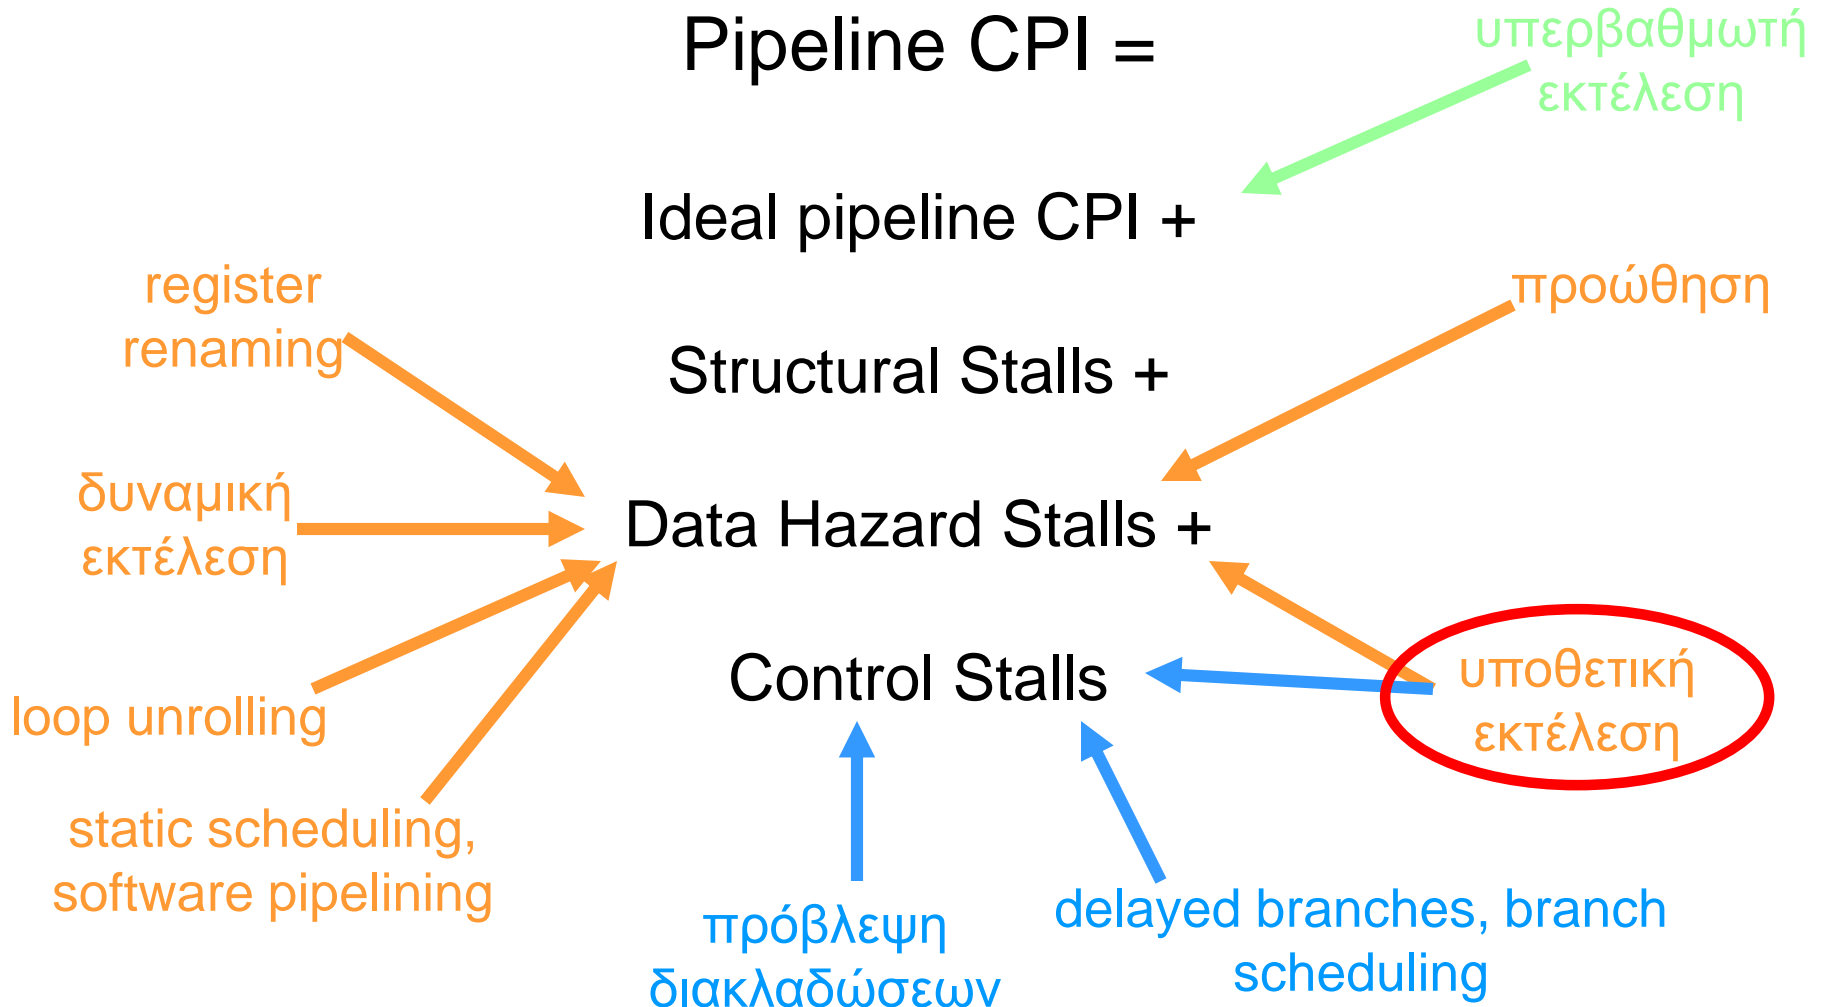 Pipeline CPI =
υπερβαθμωτή
εκτέλεση
Ideal pipeline CPI +
register
renaming
προώθηση
Structural Stalls +
δυναμική
εκτέλεση
Data Hazard Stalls +
loop unrolling
Control Stalls
υποθετική
εκτέλεση
static scheduling,
software pipelining
πρόβλεψη
διακλαδώσεων
delayed branches, branch
scheduling